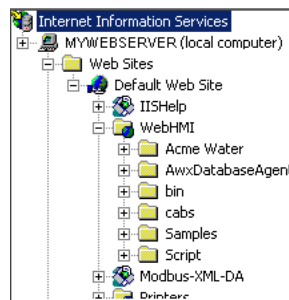 Internet Information Services
MYWEBSERVER (local computer)
Web Sites
Default Web Site
IISHelp
WebHMI
Acme Water
AwxDatabaseAgent
bin
cabs
Samples
Script
Modbus-XML-DA
Printers